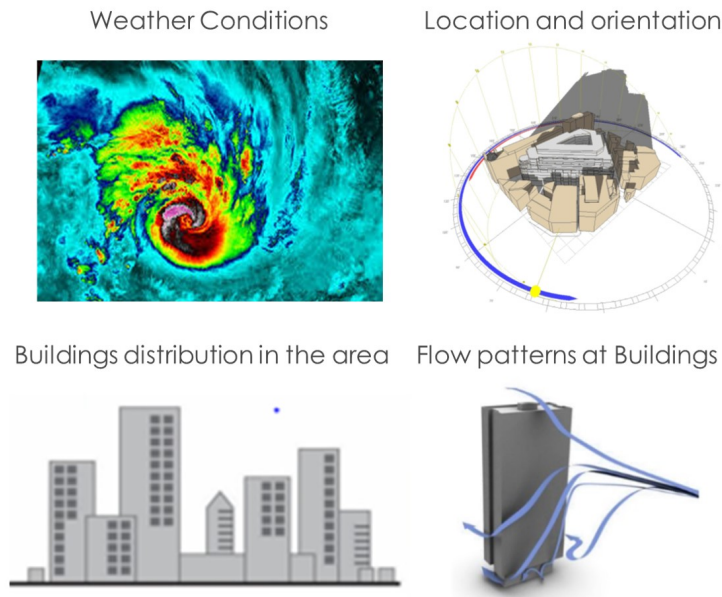 Weather Conditions
Location and orientation
Buildings distribution in the area
Flow patterns at Buildings